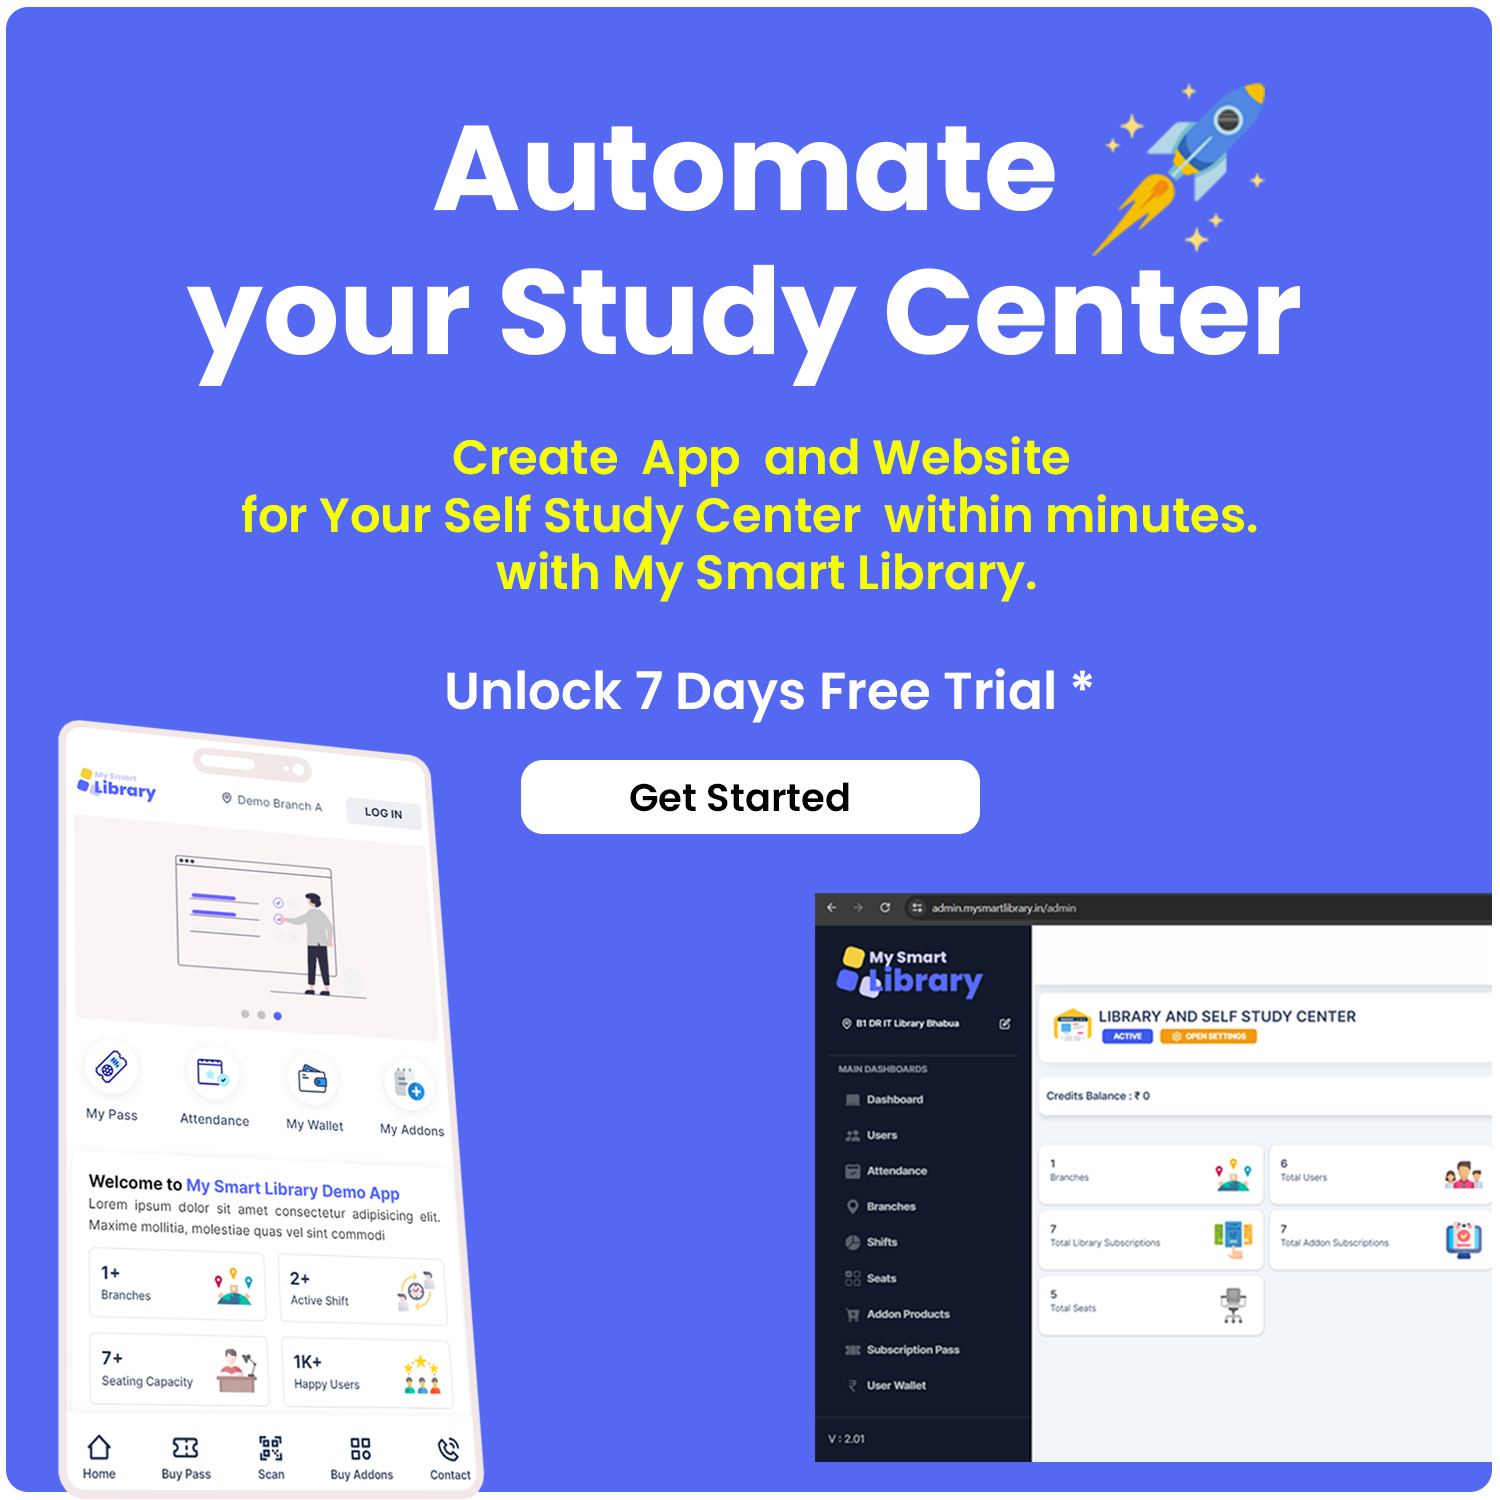 Automate
your Study Center
Create App and Website
for Your Self Study Center within minutes.
with My Smart Library.
Unlock 7 Days Free Trial *
Get Started
My Smart
Library
Demo Branch A
LOG IN
My Pass
Attendance
My Wallet
My Addons
Welcome to My Smart Library Demo App
Lorem ipsum dolor sit amet consectetur adipisicing elit.
Maxime mollitia, molestiae quas vel sint commodi
1+
Branches
2+
Active Shift
7+
Seating Capacity
1K+
Happy Users
Home
Buy Pass
Scan
Buy Addons
Contact
admin.mysmartlibrary.in/admin
My Smart
Library
B1 DR IT Library Bhabua
MAIN DASHBOARDS
Dashboard
Users
Attendance
Branches
Shifts
Seats
Addon Products
Subscription Pass
User Wallet
V : 2.01
LIBRARY AND SELF STUDY CENTER
ACTIVE
OPEN SETTINGS
Credits Balance : ₹ 0
1
Branches
6
Total Users
7
Total Library Subscriptions
7
Total Addon Subscriptions
5
Total Seats